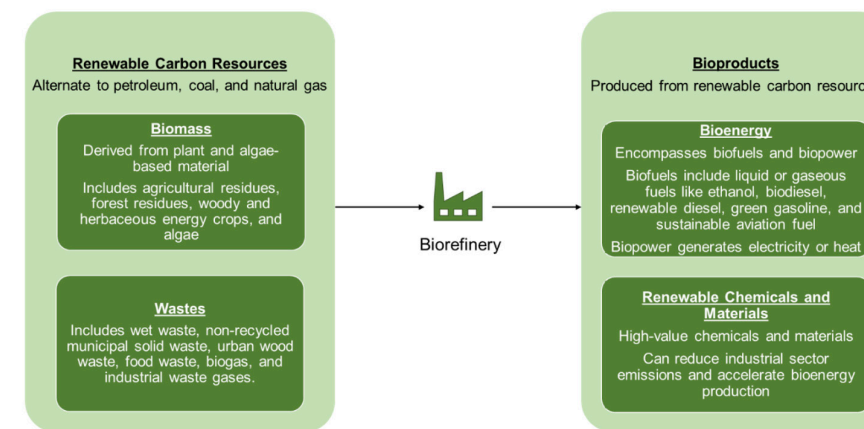 Renewable Carbon Resources
Alternate to petroleum, coal, and natural gas
Biomass
Derived from plant and algae-
based material
Includes agricultural residues,
forest residues, woody and
herbaceous energy crops, and
algae
Wastes
Includes wet waste, non-recycled
municipal solid waste, urban wood
waste, food waste, biogas, and
industrial waste gases.
Biorefinery
Bioproducts
Produced from renewable carbon
Bioenergy
Encompasses biofuels and biopower
Biofuels include liquid or gaseous
fuels like ethanol, biodiesel,
renewable diesel, green gasoline, and
sustainable aviation fuel
Biopower generates electricity or heat
Renewable Chemicals and
Materials
High-value chemicals and materials
Can reduce industrial sector
emissions and accelerate bioenergy
production